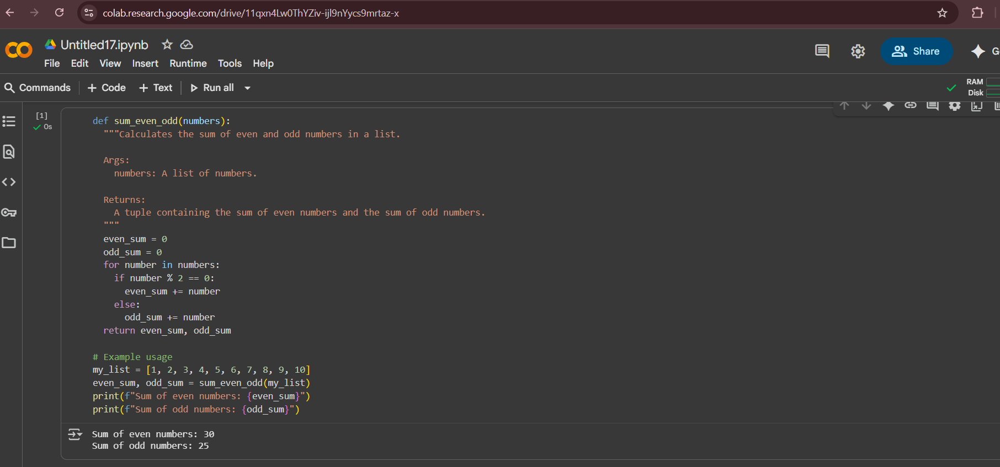 colab.research.google.com/drive/11qxn4Lw0ThYZiv-ijl9nYycs9mrtaz-x
Untitled17.ipynb
File Edit View Insert Runtime Tools Help
Share
Commands + Code + Text Run all
RAM
Disk
[1]
0s
def sum_even_odd(numbers):
  """Calculates the sum of even and odd numbers in a list.

  Args:
    numbers: A list of numbers.

  Returns:
    A tuple containing the sum of even numbers and the sum of odd numbers.
  """
  even_sum = 0
  odd_sum = 0
  for number in numbers:
    if number % 2 == 0:
      even_sum += number
    else:
      odd_sum += number
  return even_sum, odd_sum

# Example usage
my_list = [1, 2, 3, 4, 5, 6, 7, 8, 9, 10]
even_sum, odd_sum = sum_even_odd(my_list)
print(f"Sum of even numbers: {even_sum}")
print(f"Sum of odd numbers: {odd_sum}")
Sum of even numbers: 30
Sum of odd numbers: 25